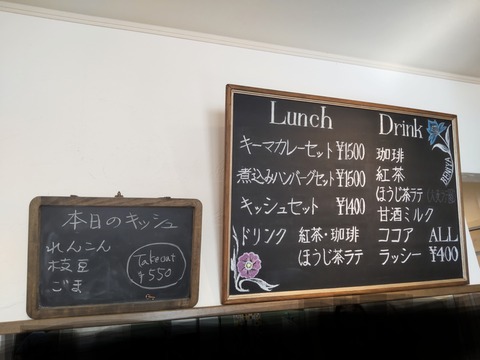 本日のキッシュ
れんこん
枝豆
ごま
Takeout
¥550
Lunch
キーマカレーセット ¥1500
煮込みハンバーグセット ¥1500
キッシュセット ¥1400
ドリンク 紅茶・珈琲
ほうじ茶ラテ
Drink
珈琲
紅茶
ほうじ茶ラテ
甘酒ミルク
ココア ALL
ラッシー ¥400